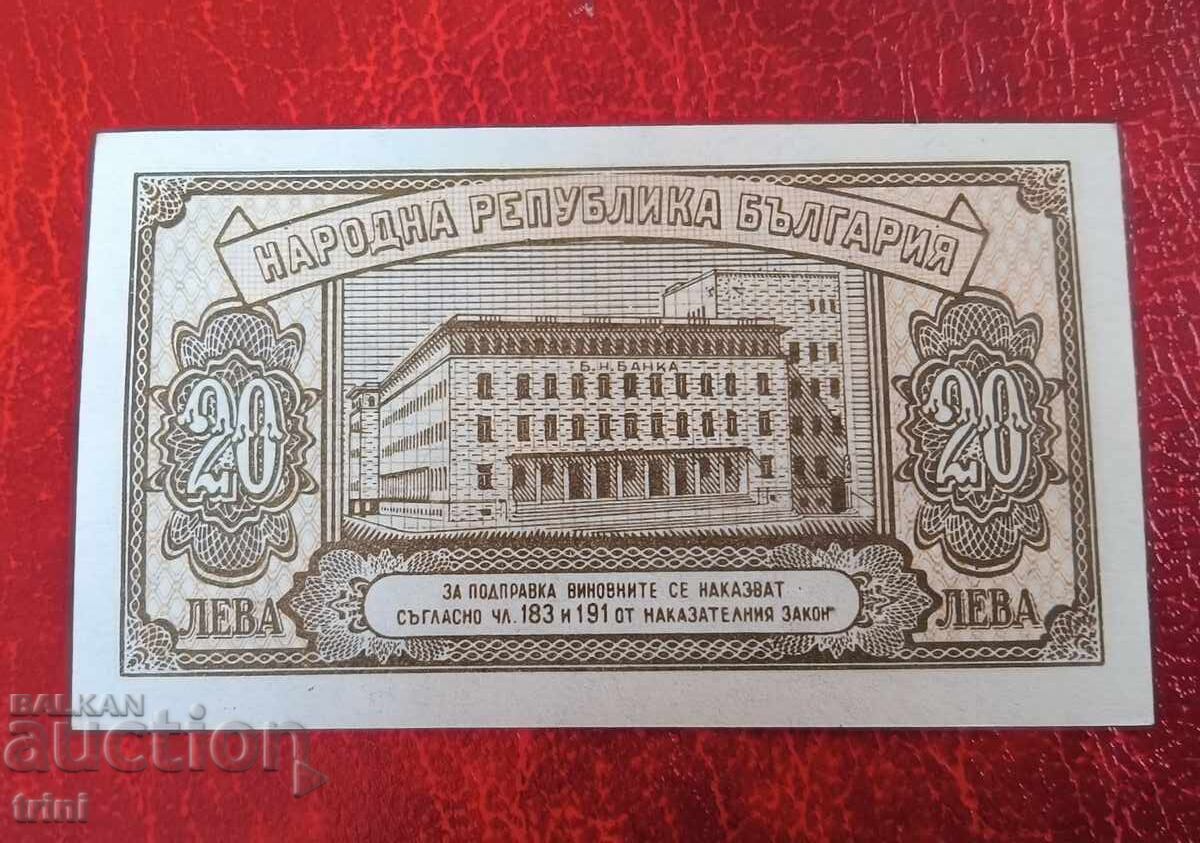 НАРОДНА РЕПУБЛИКА БЪЛГАРИЯ
Б.Н.БАНКА
20
20
ЛЕВА
ЛЕВА
ЗА ПОДПРАВКА ВИНОВНИТЕ СЕ НАКАЗВАТ
СЪГЛАСНО ЧЛ. 183 И 191 ОТ НАКАЗАТЕЛНИЯ ЗАКОН
BALKAN
auction
trini